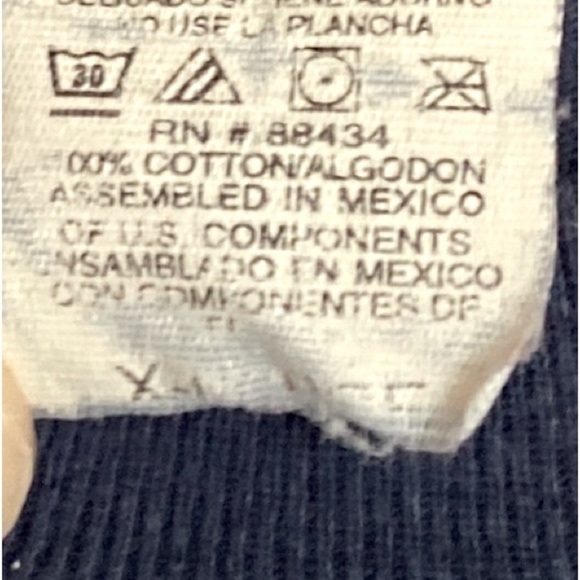 NO USE LA PLANCHA
30
RN # 88434
100% COTTON/ALGODON
ASSEMBLED IN MEXICO
OF U.S. COMPONENTS
ENSAMBLADO EN MEXICO
CON COMPONENTES DE